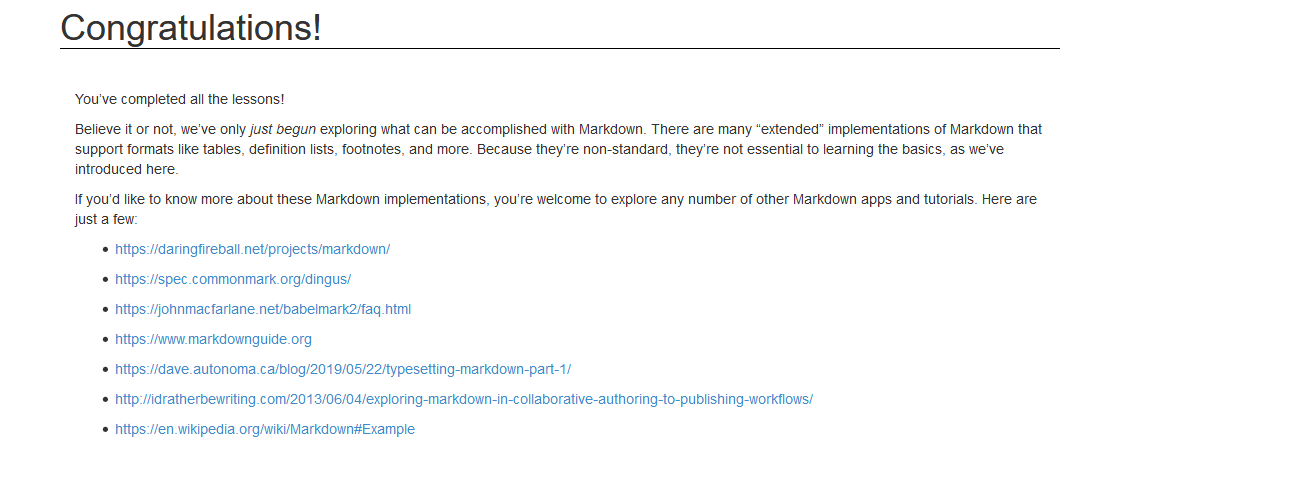 Congratulations!
You’ve completed all the lessons!
Believe it or not, we’ve only just begun exploring what can be accomplished with Markdown. There are many “extended” implementations of Markdown that
support formats like tables, definition lists, footnotes, and more. Because they’re non-standard, they’re not essential to learning the basics, as we’ve
introduced here.
If you’d like to know more about these Markdown implementations, you’re welcome to explore any number of other Markdown apps and tutorials. Here are
just a few:
• https://daringfireball.net/projects/markdown/
• https://spec.commonmark.org/dingus/
• https://johnmacfarlane.net/babelmark2/faq.html
• https://www.markdownguide.org
• https://dave.autonoma.ca/blog/2019/05/22/typesetting-markdown-part-1/
• http://idratherbewriting.com/2013/06/04/exploring-markdown-in-collaborative-authoring-to-publishing-workflows/
• https://en.wikipedia.org/wiki/Markdown#Example